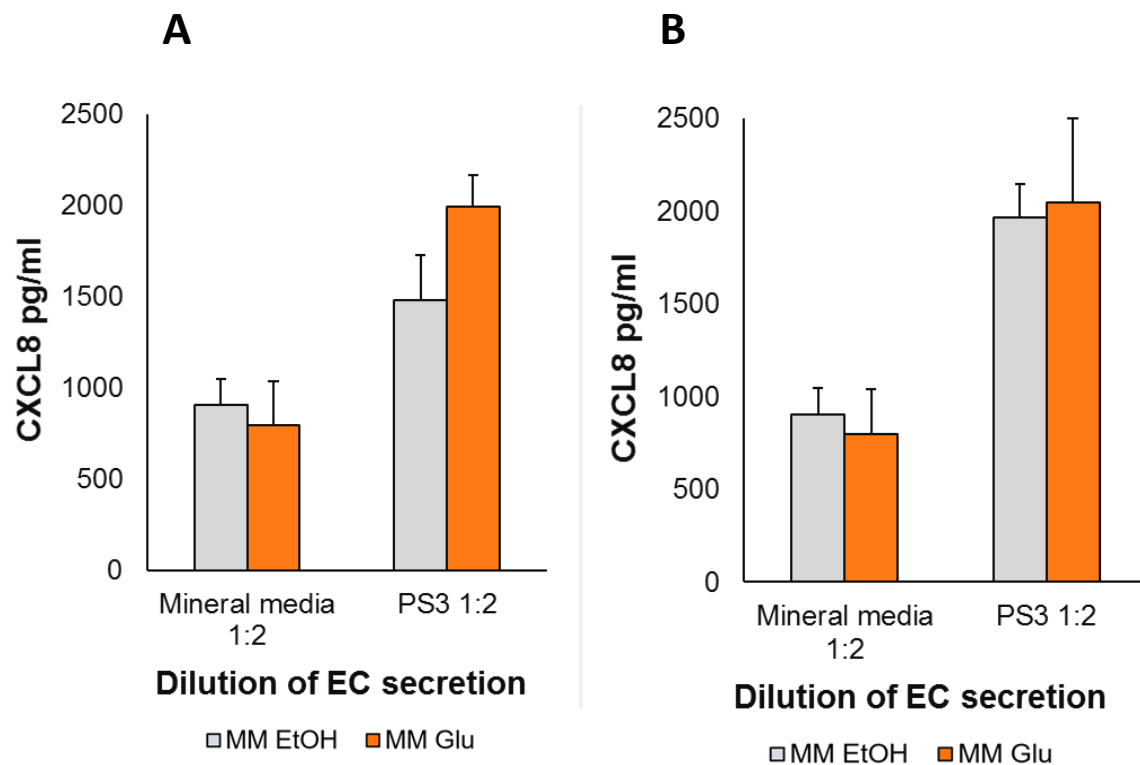 A
2500
2000
1500
1000
500
0
CXCL8 pg/ml
Mineral media
1:2
PS3 1:2
Dilution of EC secretion
MM EtOH MM Glu
B
2500
2000
1500
1000
500
0
CXCL8 pg/ml
Mineral media
1:2
PS3 1:2
Dilution of EC secretion
MM EtOH MM Glu